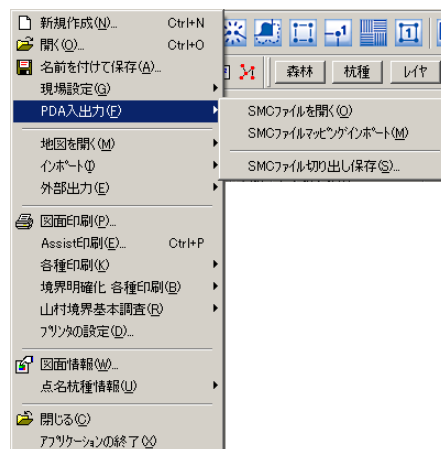 新規作成(N)... Ctrl+N
開く(O)... Ctrl+O
名前を付けて保存(A)...
現場設定(G)
PDA入出力(F)
地図を開く(M)
インポート(I)
外部出力(E)
図面印刷(P)...
Assist印刷(E)... Ctrl+P
各種印刷(K)
境界明確化 各種印刷(B)
山村境界基本調査(R)
プリンタの設定(D)...
図面情報(W)...
点名杭種情報(U)
閉じる(C)
アプリケーションの終了(X)
1
森林 杭種 レイヤ
SMCファイルを開く(O)
SMCファイルマッピングインポート(M)
SMCファイル切り出し保存(S)...